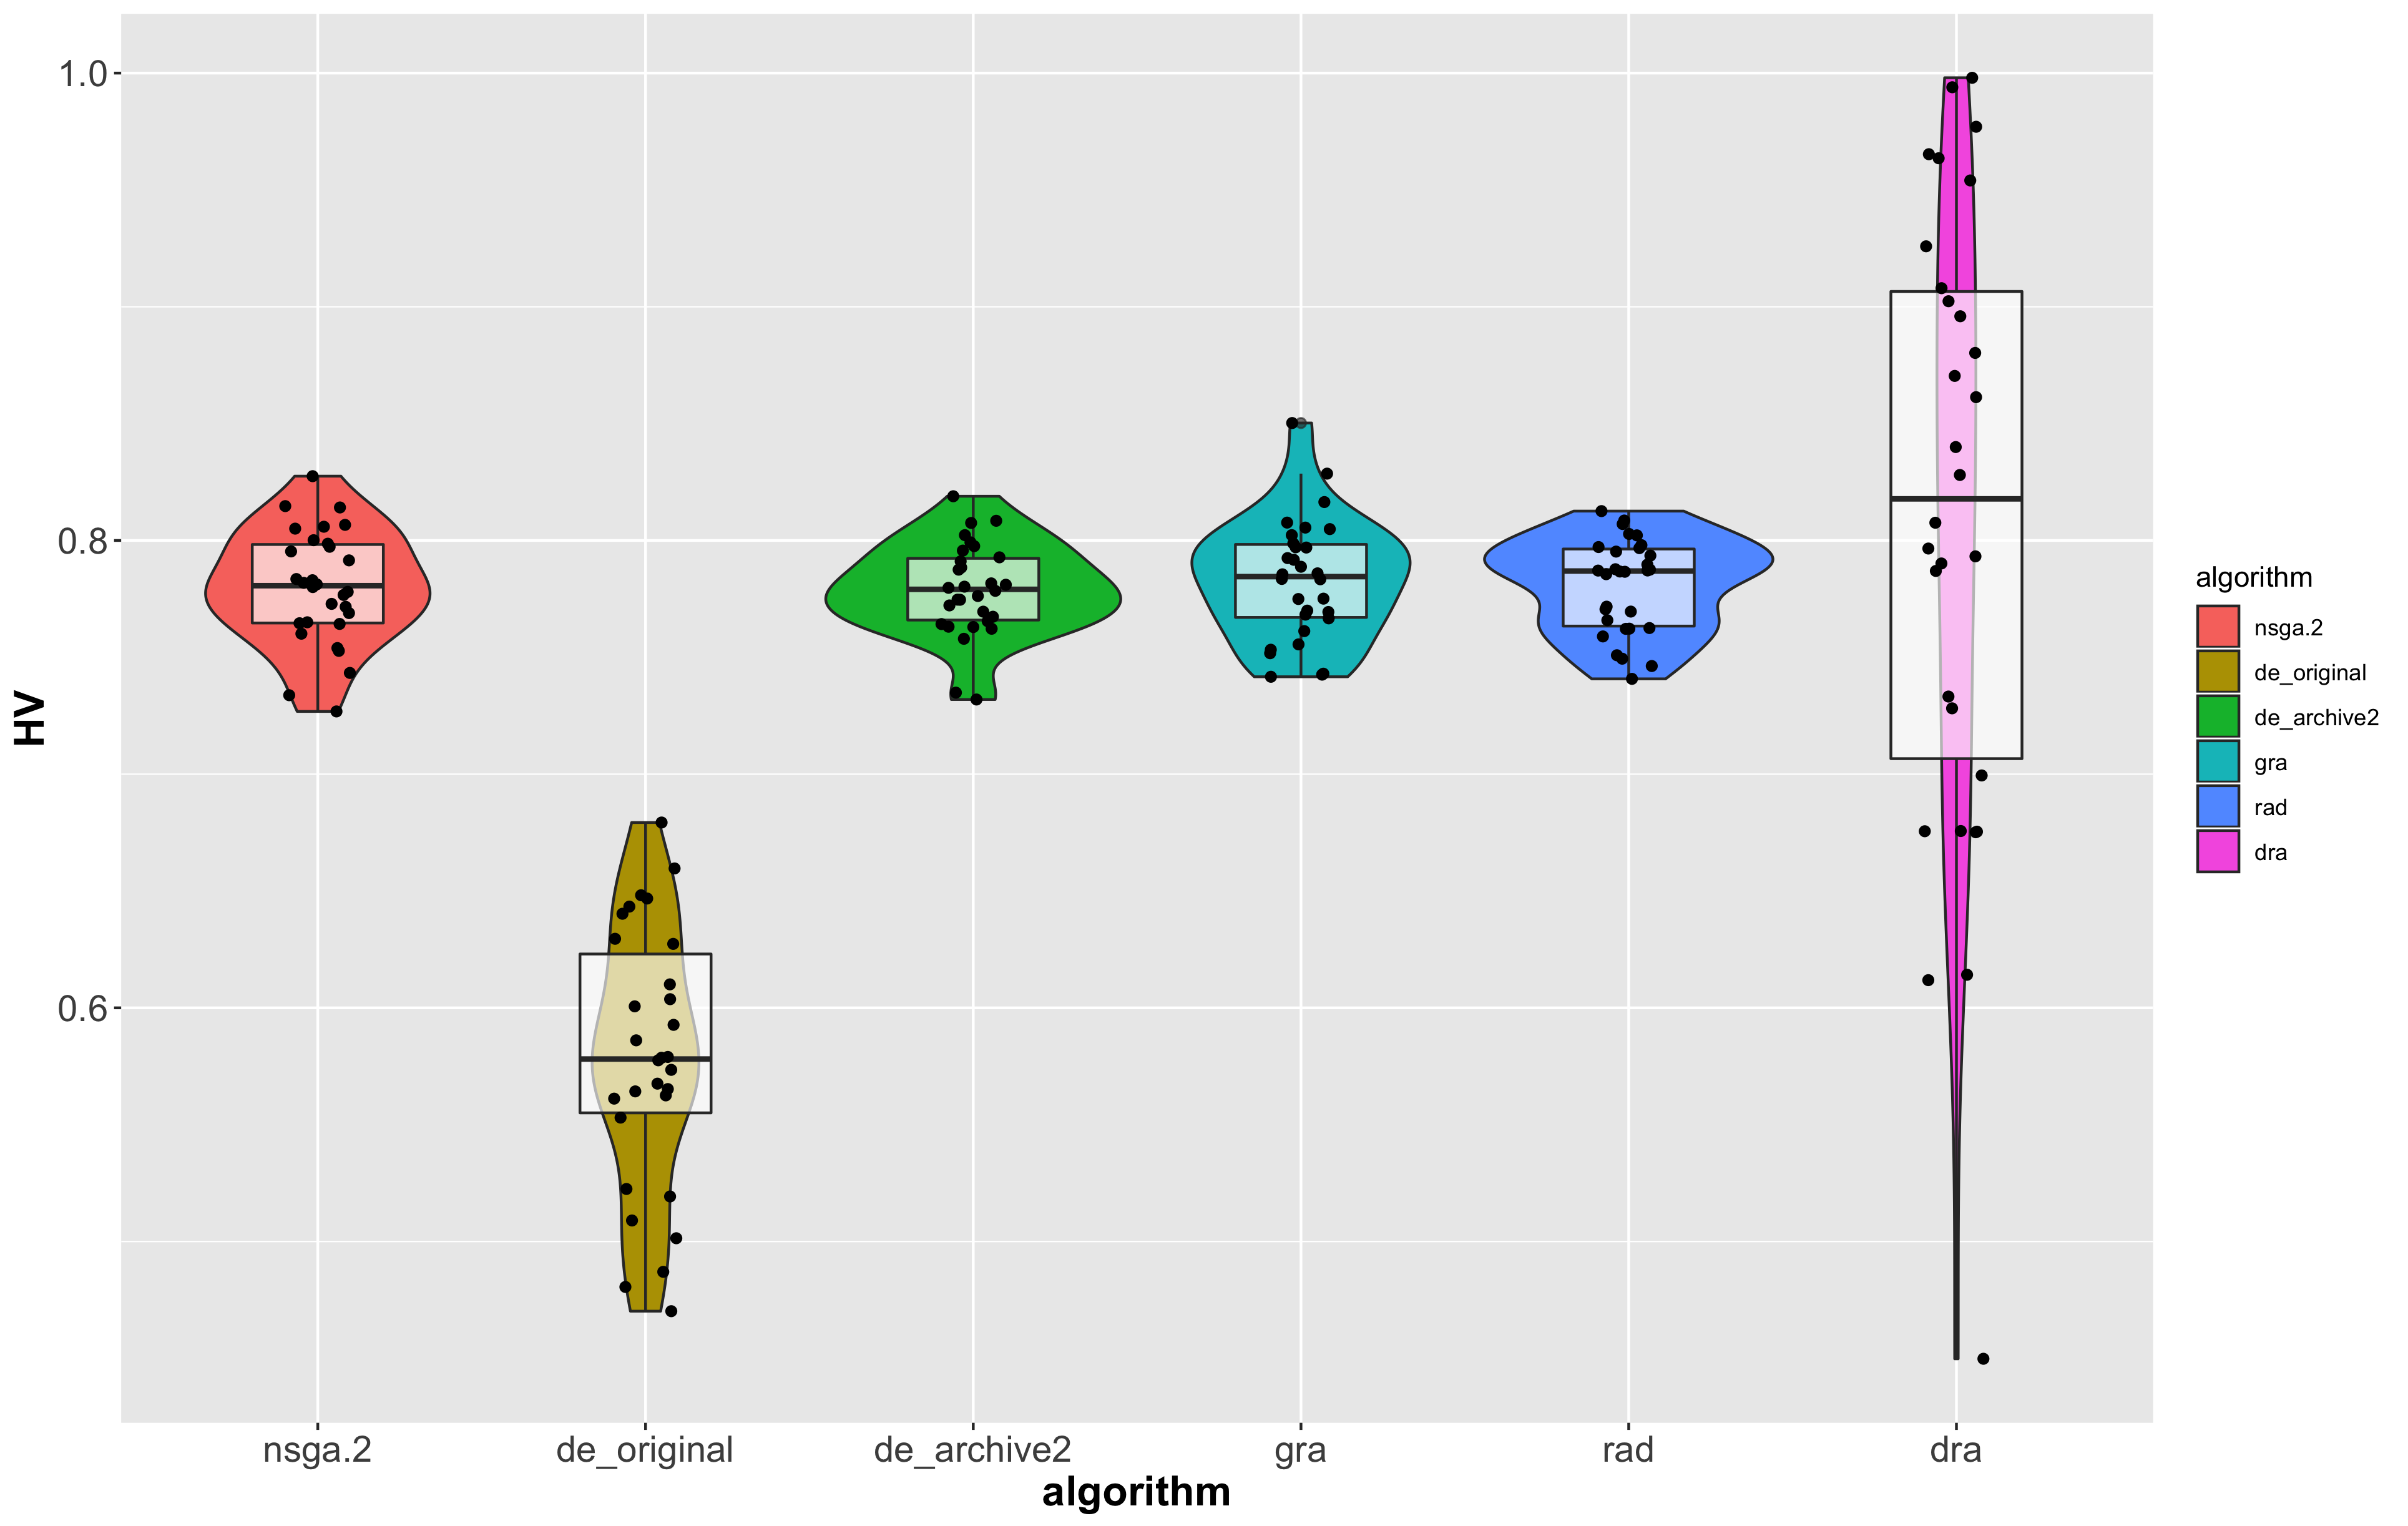 1.0
0.8
0.6
HV
nsga.2
de_original
de_archive2
gra
rad
dra
algorithm
algorithm
nsga.2
de_original
de_archive2
gra
rad
dra